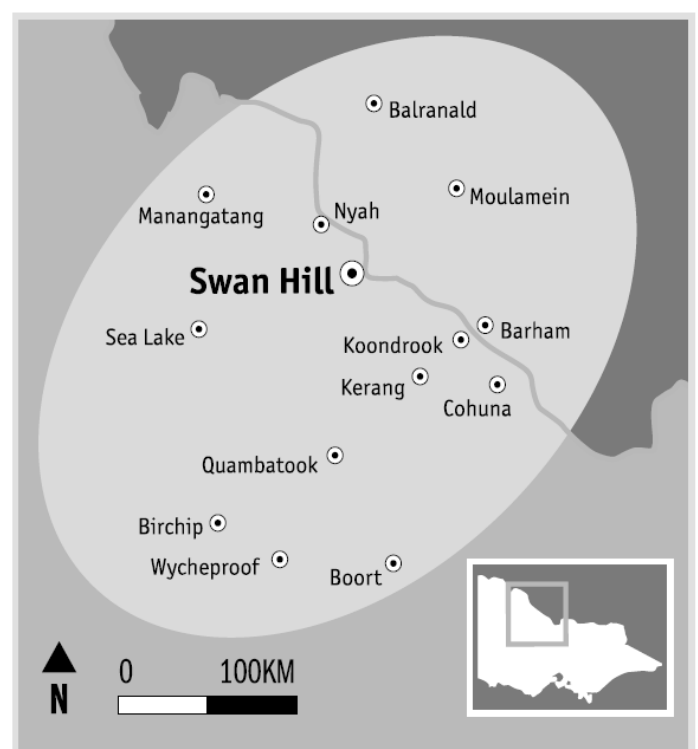 Balranald
Moulamein
Manangatang
Nyah
Swan Hill
Sea Lake
Barham
Koondrook
Kerang
Cohuna
Quambatook
Birchip
Wycheproof
Boort
0 100KM
N